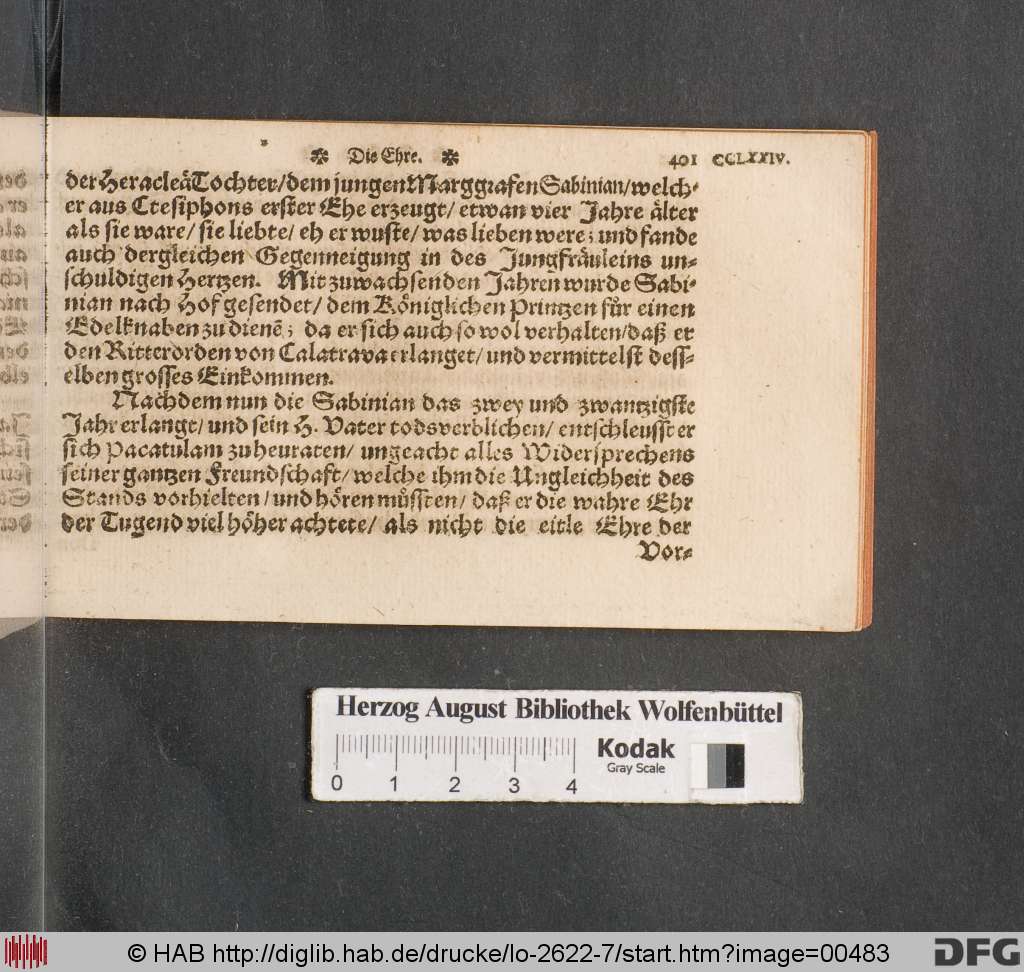 ✼ Die Ehre. ✼ 401 CCLXXIV.
der Heracleä Tochter/dem jungen Marggrafen Sabinian/welch-
er aus Ctesiphons erster Ehe erzeugt/ etwan vier Jahre älter
als sie ware/ sie liebte/ eh er wuste/ was lieben were; und fande
auch dergleichen Gegenneigung in des Jungfräuleins un-
schuldigen Hertzen. Mit zuwachsenden Jahren wurde Sabi-
nian nach Hof gesendet/ dem Königlichen Printzen für einen
Edelknaben zu dienē; da er sich auch so wol verhalten/daß er
den Ritterorden von Calatrava erlanget/ und vermittelst dess-
elben grosses Einkommen.
Nachdem nun die Sabinian das zwey und zwantzigste
Jahr erlangt/ und sein H. Vater tods verblichen/ entschleusst er
sich Pacatulam zu heuraten/ ungeacht alles Widersprechens
seiner gantzen Freundschaft/ welche ihm die Ungleichheit des
Stands vorhielten/ und hören müssten/ daß er die wahre Ehr
der Tugend viel höher achtete/ als nicht die eitle Ehre der
Vor-
Herzog August Bibliothek Wolfenbüttel
Kodak
Gray Scale
0 1 2 3 4
© HAB http://diglib.hab.de/drucke/lo-2622-7/start.htm?image=00483
DFG